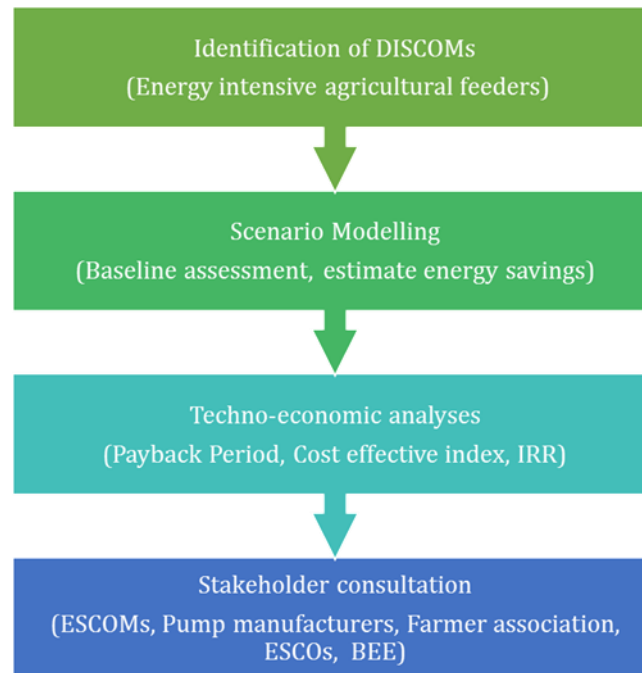 Identification of DISCOMs
(Energy intensive agricultural feeders)
Scenario Modelling
(Baseline assessment, estimate energy savings)
Techno-economic analyses
(Payback Period, Cost effective index, IRR)
Stakeholder consultation
(ESCOMs, Pump manufacturers, Farmer association,
ESCOs, BEE)